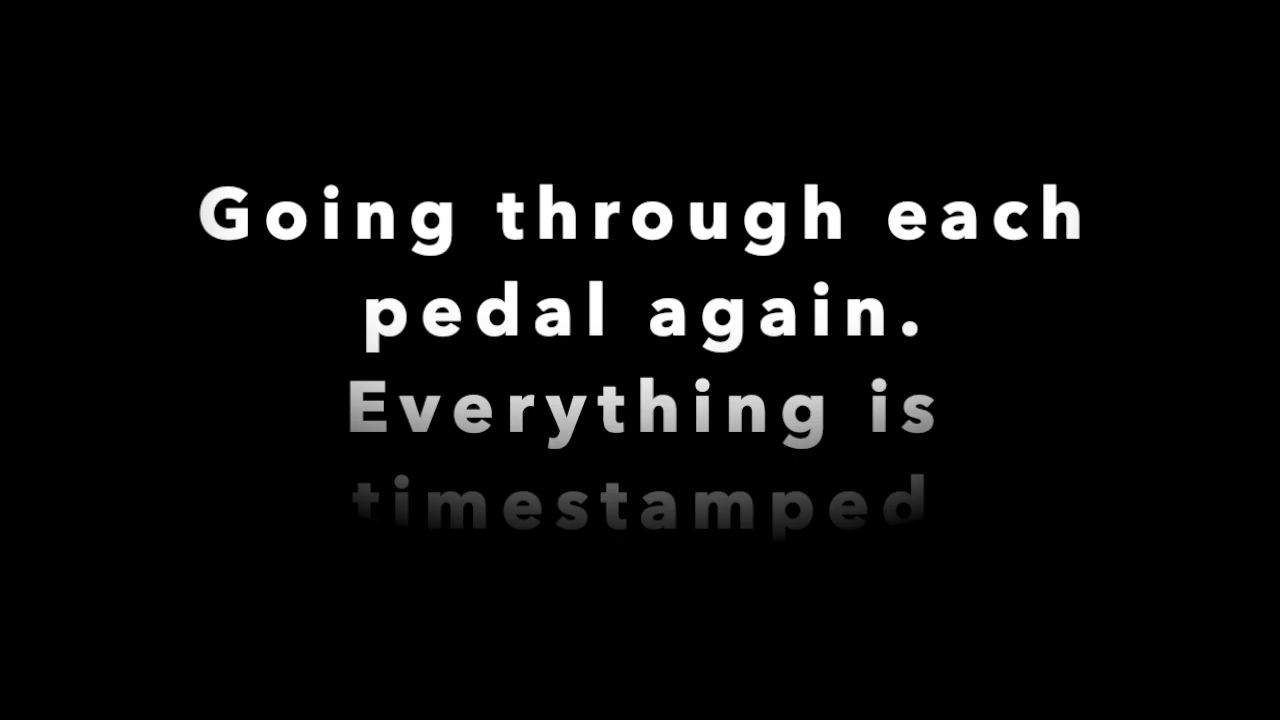 Going through each
pedal again.
Everything is
timestamped